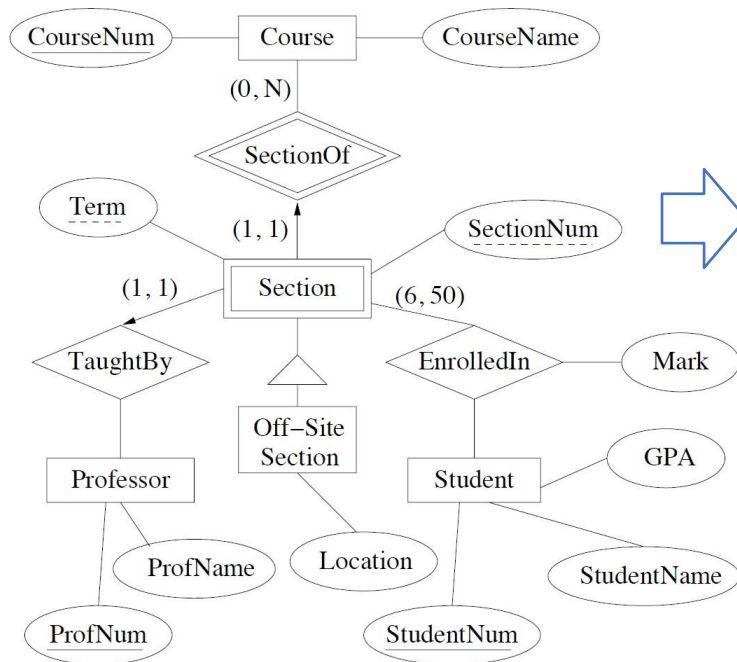 CourseNum
Course
CourseName
(0, N)
SectionOf
Term
(1, 1)
SectionNum
(1, 1)
Section
(6, 50)
TaughtBy
EnrolledIn
Mark
Off-Site
Section
GPA
Professor
Student
ProfName
Location
StudentName
ProfNum
StudentNum